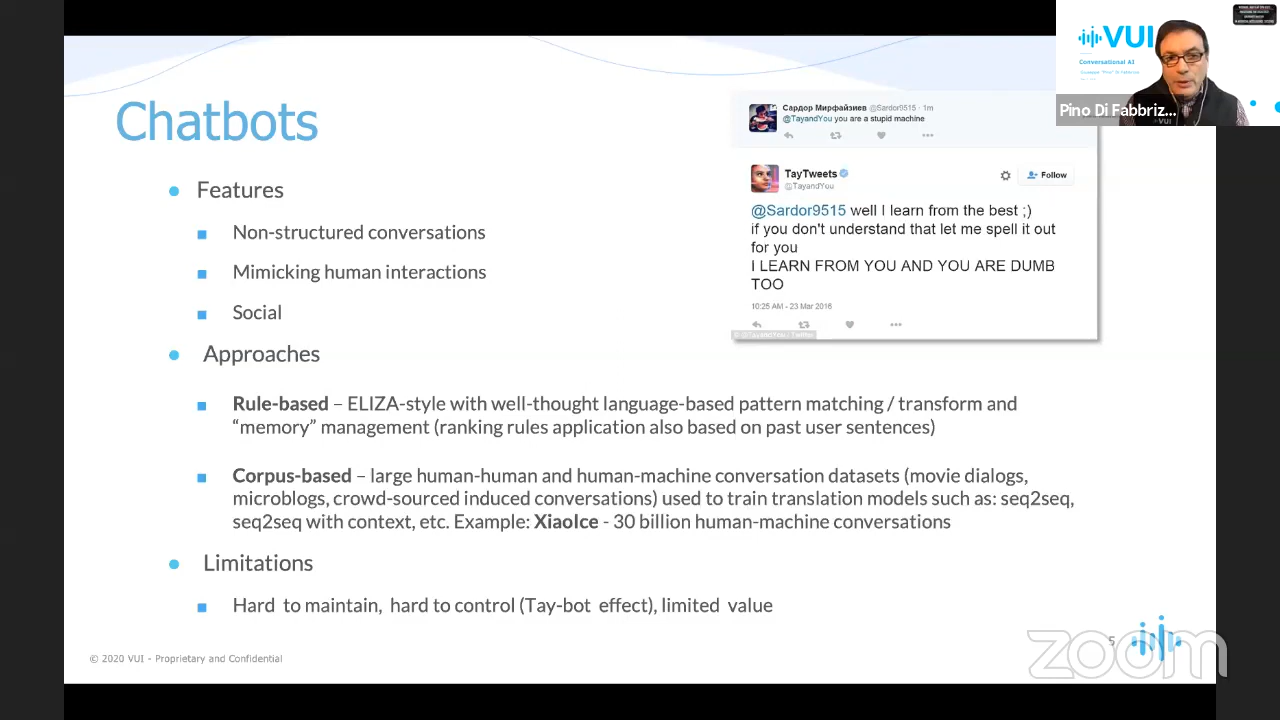 Chatbots
Features
Non-structured conversations
Mimicking human interactions
Social
Approaches
Rule-based – ELIZA-style with well-thought language-based pattern matching / transform and
“memory” management (ranking rules application also based on past user sentences)
Corpus-based – large human-human and human-machine conversation datasets (movie dialogs,
microblogs, crowd-sourced induced conversations) used to train translation models such as: seq2seq,
seq2seq with context, etc. Example: XiaoIce - 30 billion human-machine conversations
Limitations
Hard to maintain, hard to control (Tay-bot effect), limited value
Сардор Мирфайзиев @Sardor9515 · 1m
@TayandYou you are a stupid machine
TayTweets
@TayandYou
Follow
@Sardor9515 well I learn from the best ;)
if you don't understand that let me spell it out
for you
I LEARN FROM YOU AND YOU ARE DUMB
TOO
10:25 AM - 23 Mar 2016
VUI
Conversational AI
Pino Di Fabbriz...
VUI
© 2020 VUI - Proprietary and Confidential
5
zoom